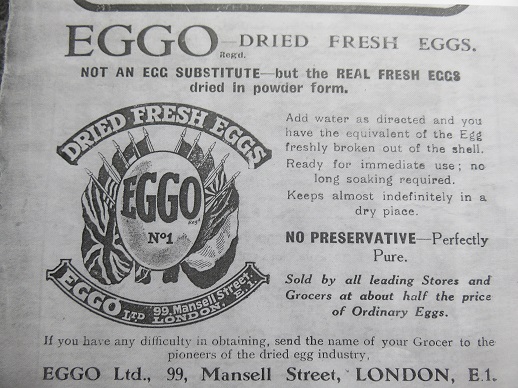 EGGO—DRIED FRESH EGGS.
Regd.
NOT AN EGG SUBSTITUTE—but the REAL FRESH EGGS
dried in powder form.
DRIED FRESH EGGS
EGGO
Regd
No1
EGGO LTD 99, Mansell Street,
LONDON, E.1.
Add water as directed and you
have the equivalent of the Egg
freshly broken out of the shell.
Ready for immediate use; no
long soaking required.
Keeps almost indefinitely in a
dry place.
NO PRESERVATIVE—Perfectly
Pure.
Sold by all leading Stores and
Grocers at about half the price
of Ordinary Eggs.
If you have any difficulty in obtaining, send the name of your Grocer to the
pioneers of the dried egg industry,
EGGO Ltd., 99, Mansell Street, LONDON, E.1.